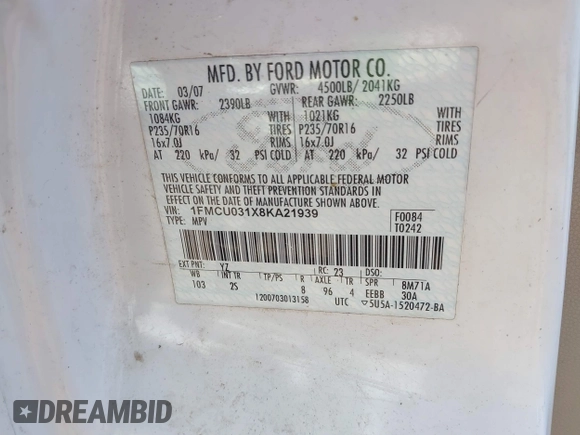 MFD. BY FORD MOTOR CO.
DATE: 03/07 GVWR: 4500LB/ 2041KG
FRONT GAWR: 2390LB REAR GAWR: 2250LB
1084KG WITH 1021KG WITH
P235/70R16 TIRES P235/70R16 TIRES
16x7.0J RIMS 16x7.0J RIMS
AT 220 kPa/ 32 PSI COLD AT 220 kPa/ 32 PSI COLD
THIS VEHICLE CONFORMS TO ALL APPLICABLE FEDERAL MOTOR
VEHICLE SAFETY AND THEFT PREVENTION STANDARDS IN
EFFECT ON THE DATE OF MANUFACTURE SHOWN ABOVE.
VIN: 1FMCU031X8KA21939
TYPE: MPV
F0084
T0242
EXT PNT: YZ RC: 23 DSO:
WB INT TR TP/PS R AXLE TR SPR 8M71A
103 2S 8 96 4 EEBB 30A
1200703013158 UTC 5U5A-1520472-BA
DREAMBID